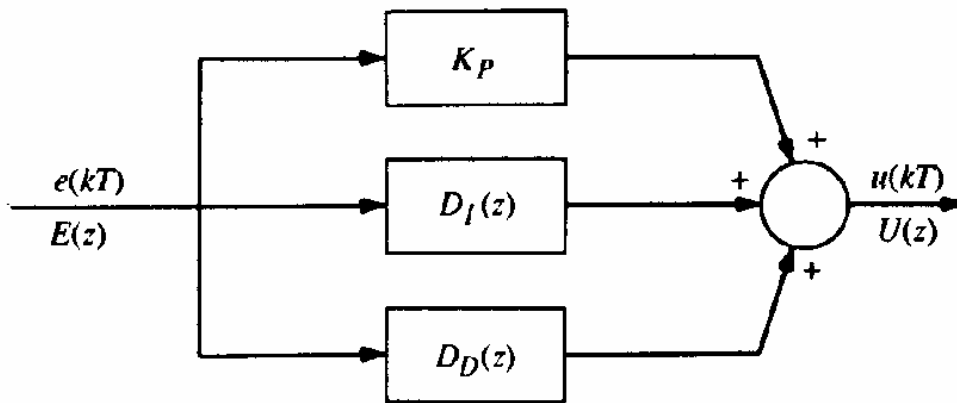 K_P
+
e(kT)
E(z)
D_I(z)
+
u(kT)
U(z)
+
D_D(z)